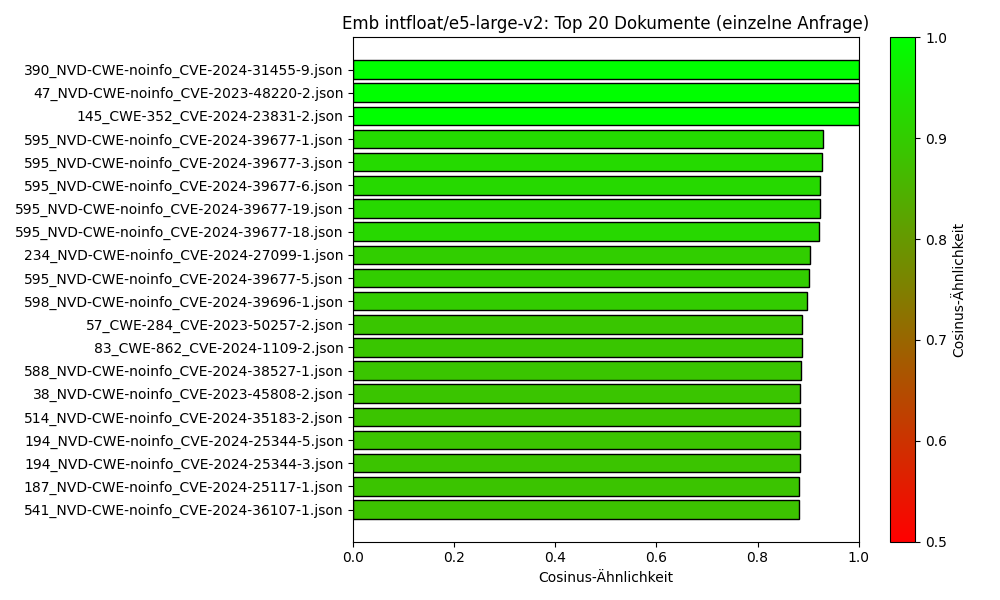 Emb intfloat/e5-large-v2: Top 20 Dokumente (einzelne Anfrage)
390_NVD-CWE-noinfo_CVE-2024-31455-9.json
47_NVD-CWE-noinfo_CVE-2023-48220-2.json
145_CWE-352_CVE-2024-23831-2.json
595_NVD-CWE-noinfo_CVE-2024-39677-1.json
595_NVD-CWE-noinfo_CVE-2024-39677-3.json
595_NVD-CWE-noinfo_CVE-2024-39677-6.json
595_NVD-CWE-noinfo_CVE-2024-39677-19.json
595_NVD-CWE-noinfo_CVE-2024-39677-18.json
234_NVD-CWE-noinfo_CVE-2024-27099-1.json
595_NVD-CWE-noinfo_CVE-2024-39677-5.json
598_NVD-CWE-noinfo_CVE-2024-39696-1.json
57_CWE-284_CVE-2023-50257-2.json
83_CWE-862_CVE-2024-1109-2.json
588_NVD-CWE-noinfo_CVE-2024-38527-1.json
38_NVD-CWE-noinfo_CVE-2023-45808-2.json
514_NVD-CWE-noinfo_CVE-2024-35183-2.json
194_NVD-CWE-noinfo_CVE-2024-25344-5.json
194_NVD-CWE-noinfo_CVE-2024-25344-3.json
187_NVD-CWE-noinfo_CVE-2024-25117-1.json
541_NVD-CWE-noinfo_CVE-2024-36107-1.json
0.0 0.2 0.4 0.6 0.8 1.0
Cosinus-Ähnlichkeit
1.0
0.9
0.8
0.7
0.6
0.5
Cosinus-Ähnlichkeit